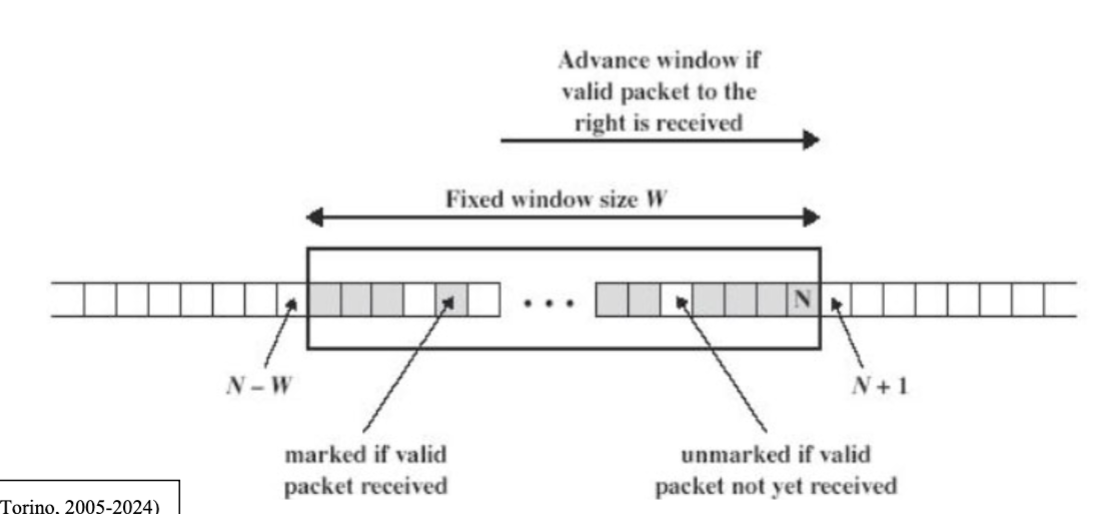 Advance window if
valid packet to the
right is received
Fixed window size W
• • •
N
N – W
N + 1
marked if valid
packet received
unmarked if valid
packet not yet received
Torino, 2005-2024)